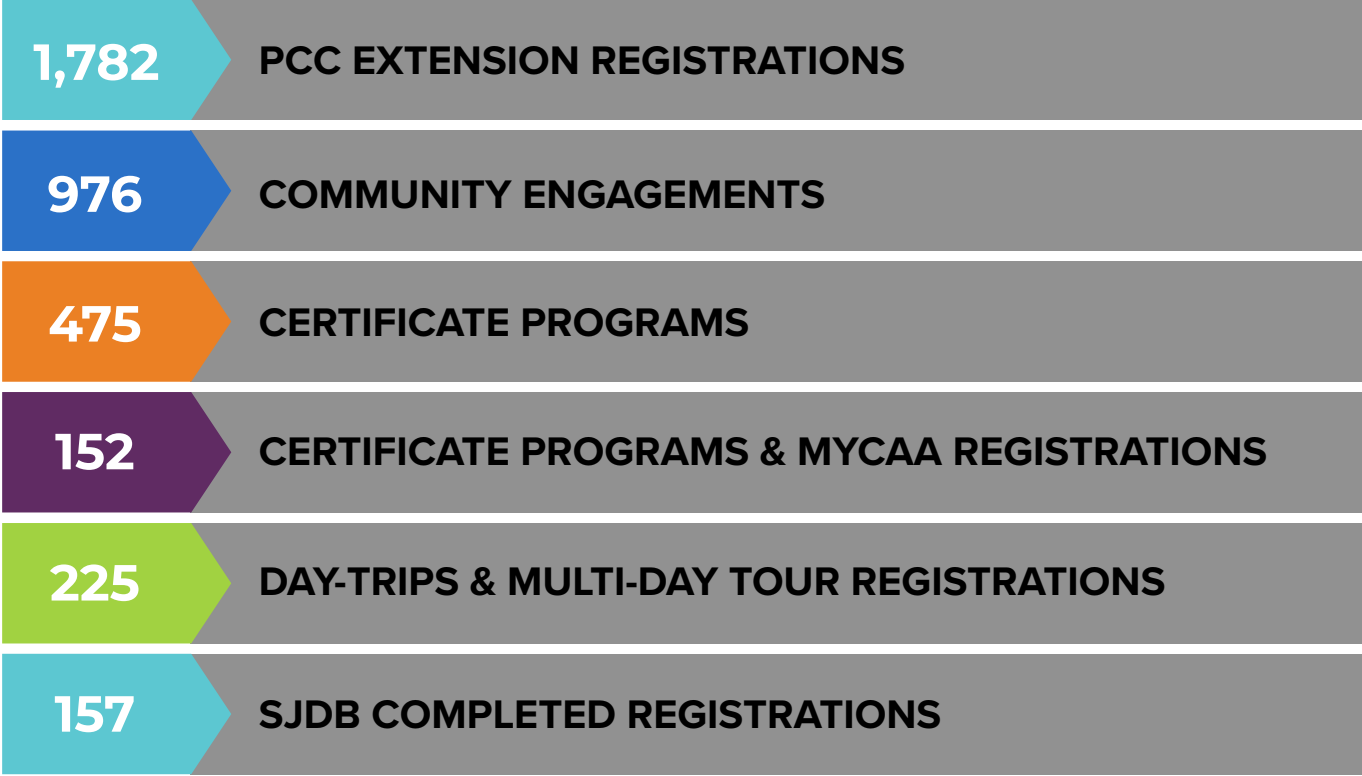 1,782 PCC EXTENSION REGISTRATIONS
976 COMMUNITY ENGAGEMENTS
475 CERTIFICATE PROGRAMS
152 CERTIFICATE PROGRAMS & MYCAA REGISTRATIONS
225 DAY-TRIPS & MULTI-DAY TOUR REGISTRATIONS
157 SJDB COMPLETED REGISTRATIONS